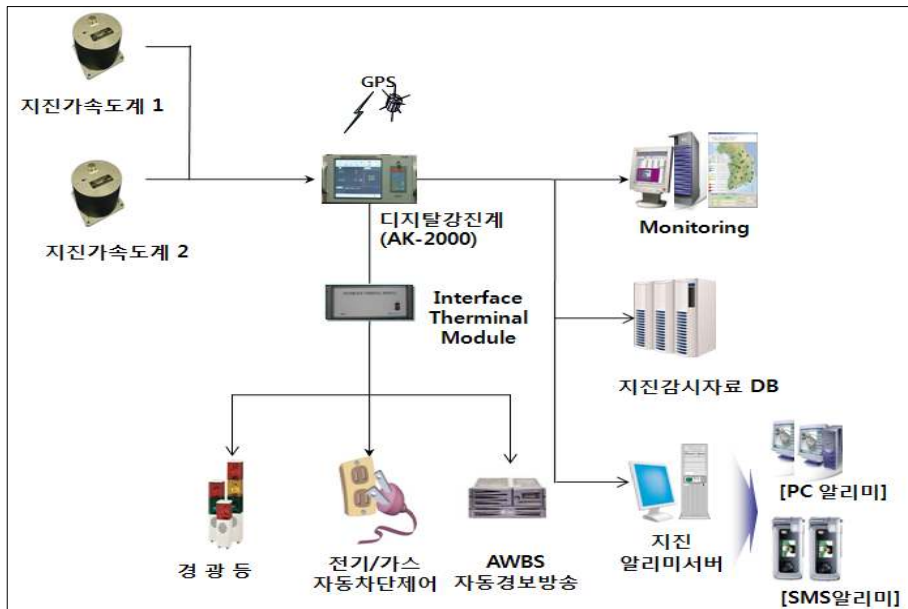 지진가속도계 1
GPS
지진가속도계 2
디지탈강진계
(AK-2000)
Monitoring
Interface
Therminal
Module
지진감시자료 DB
경 광 등
전기/가스
자동차단제어
AWBS
자동경보방송
지진
알리미서버
[PC 알리미]
[SMS알리미]